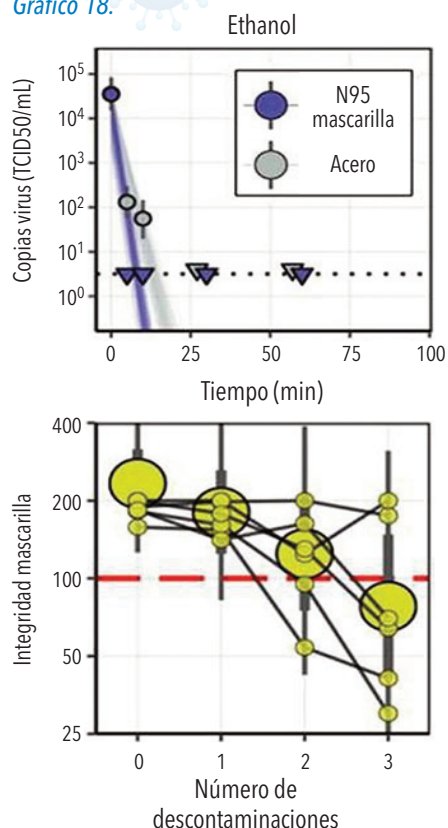 Gráfico 18.
Ethanol
Copias virus (TCID50/mL)
10⁵
10⁴
10³
10²
10¹
10⁰
N95
mascarilla
Acero
0 25 50 75 100
Tiempo (min)
Integridad mascarilla
400
200
100
50
25
0 1 2 3
Número de
descontaminaciones